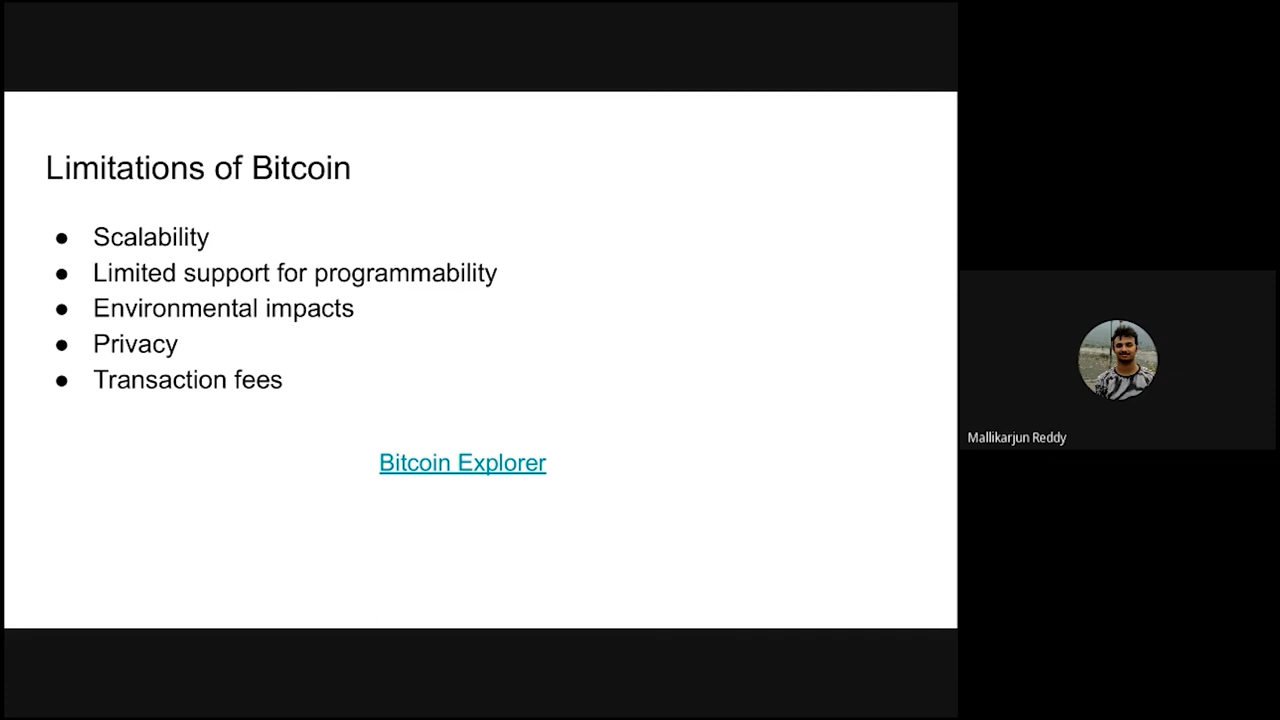 Limitations of Bitcoin
● Scalability
● Limited support for programmability
● Environmental impacts
● Privacy
● Transaction fees
Bitcoin Explorer
Mallikarjun Reddy